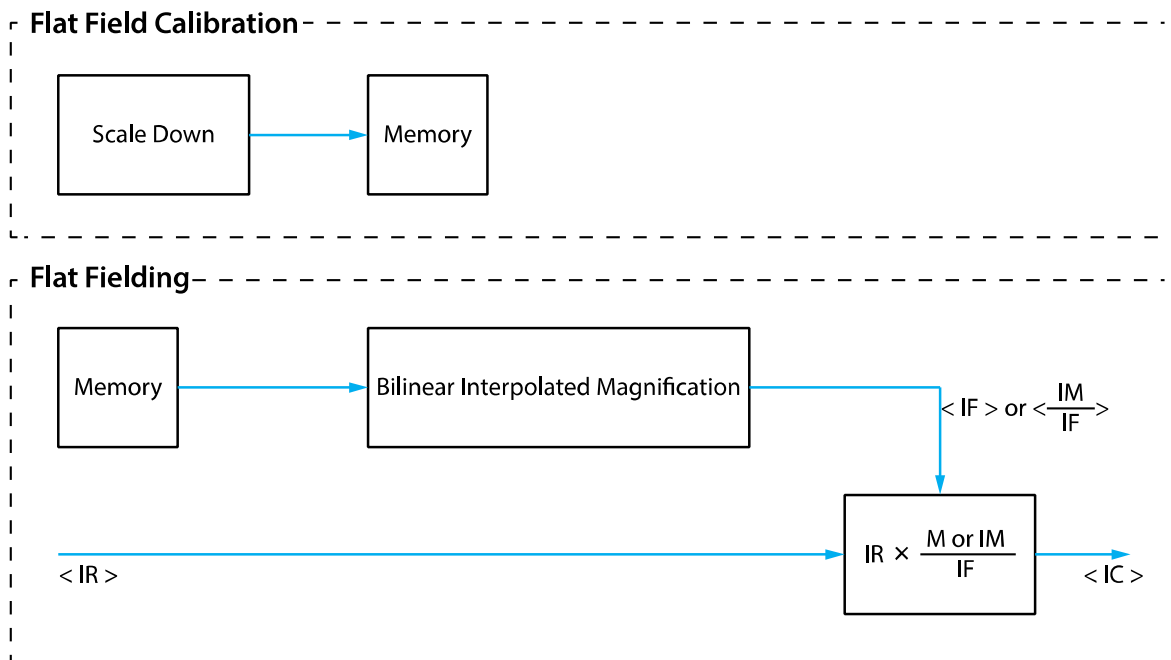 Flat Field Calibration
Scale Down
Memory
Flat Fielding
Memory
Bilinear Interpolated Magnification
< IF > or < IM / IF >
< IR >
IR × M or IM / IF
< IC >